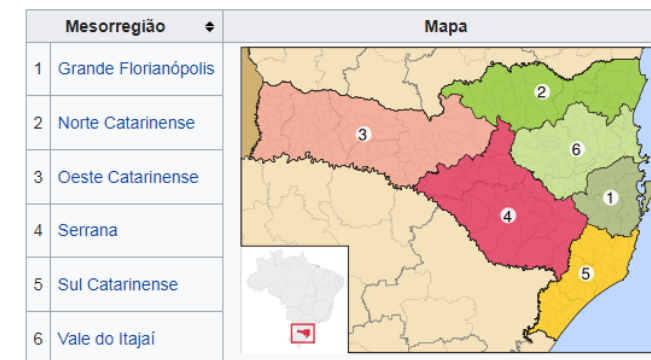 Mesorregião Mapa
1 Grande Florianópolis
2 Norte Catarinense
3 Oeste Catarinense
4 Serrana
5 Sul Catarinense
6 Vale do Itajaí
2
3
6
1
4
5